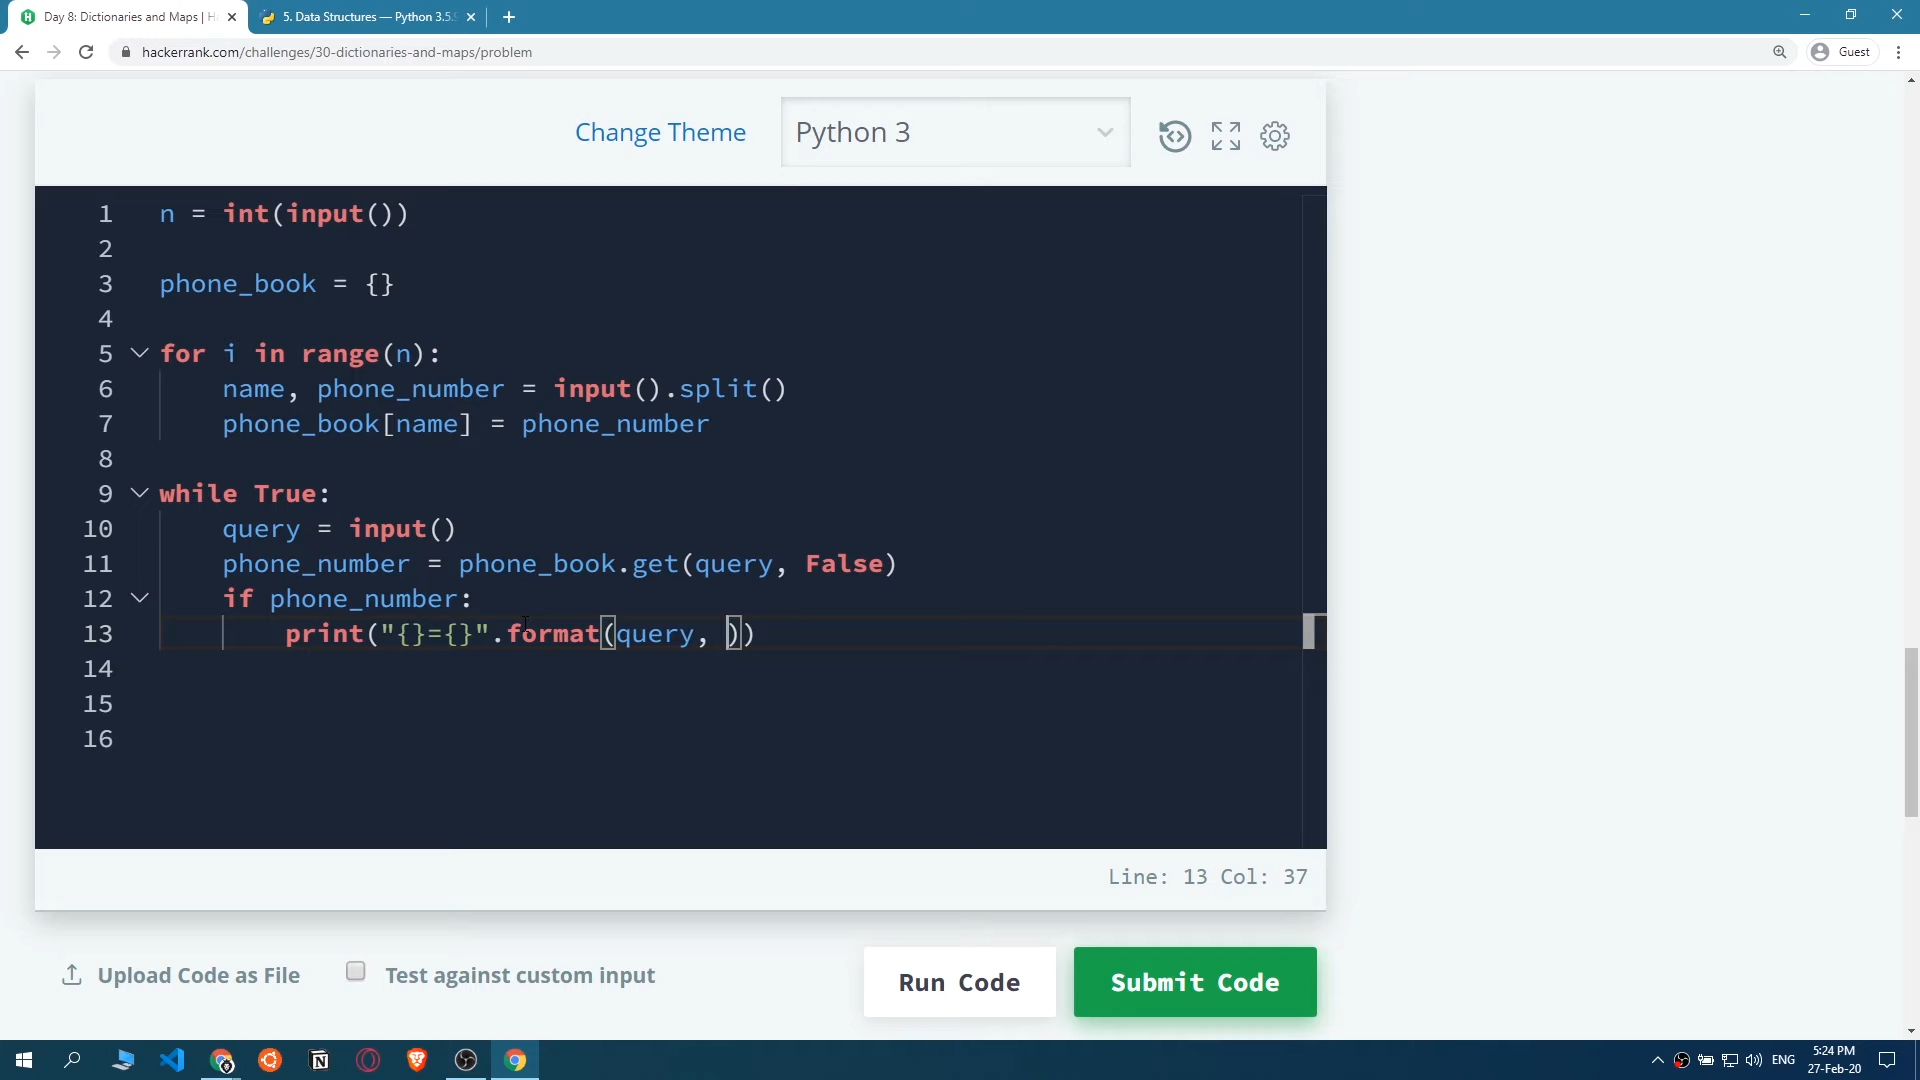 Day 8: Dictionaries and Maps | H
5. Data Structures — Python 3.5.
hackerrank.com/challenges/30-dictionaries-and-maps/problem
Guest
Change Theme
Python 3
1 n = int(input())
2
3 phone_book = {}
4
5 for i in range(n):
6 name, phone_number = input().split()
7 phone_book[name] = phone_number
8
9 while True:
10 query = input()
11 phone_number = phone_book.get(query, False)
12 if phone_number:
13 print("{}={}".format(query, ))
14
15
16
Line: 13 Col: 37
Upload Code as File
Test against custom input
Run Code
Submit Code
ENG
5:24 PM
27-Feb-20